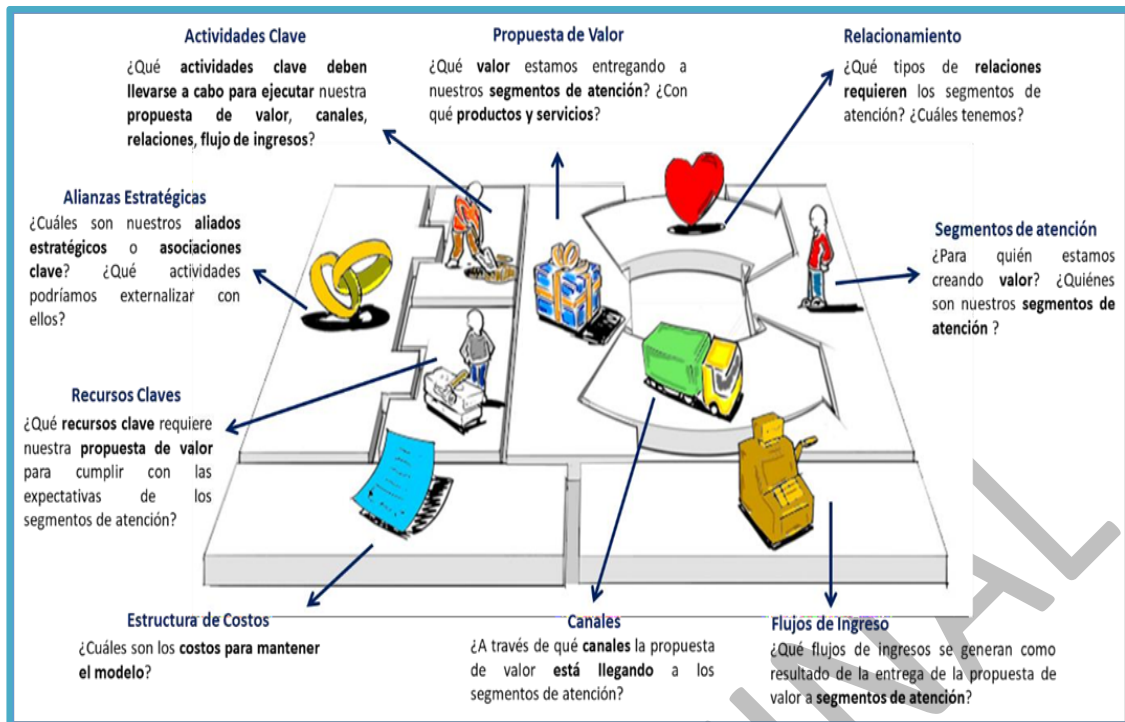 Actividades Clave
¿Qué actividades clave deben
llevarse a cabo para ejecutar nuestra
propuesta de valor, canales,
relaciones, flujo de ingresos?
Propuesta de Valor
¿Qué valor estamos entregando a
nuestros segmentos de atención? ¿Con
qué productos y servicios?
Relacionamiento
¿Qué tipos de relaciones
requieren los segmentos de
atención? ¿Cuáles tenemos?
Alianzas Estratégicas
¿Cuáles son nuestros aliados
estratégicos o asociaciones
clave? ¿Qué actividades
podríamos externalizar con
ellos?
Segmentos de atención
¿Para quién estamos
creando valor? ¿Quiénes
son nuestros segmentos de
atención ?
Recursos Claves
¿Qué recursos clave requiere
nuestra propuesta de valor
para cumplir con las
expectativas de los
segmentos de atención?
Estructura de Costos
¿Cuáles son los costos para mantener
el modelo?
Canales
¿A través de qué canales la propuesta
de valor está llegando a los
segmentos de atención?
Flujos de Ingreso
¿Qué flujos de ingresos se generan como
resultado de la entrega de la propuesta de
valor a segmentos de atención?
NAL